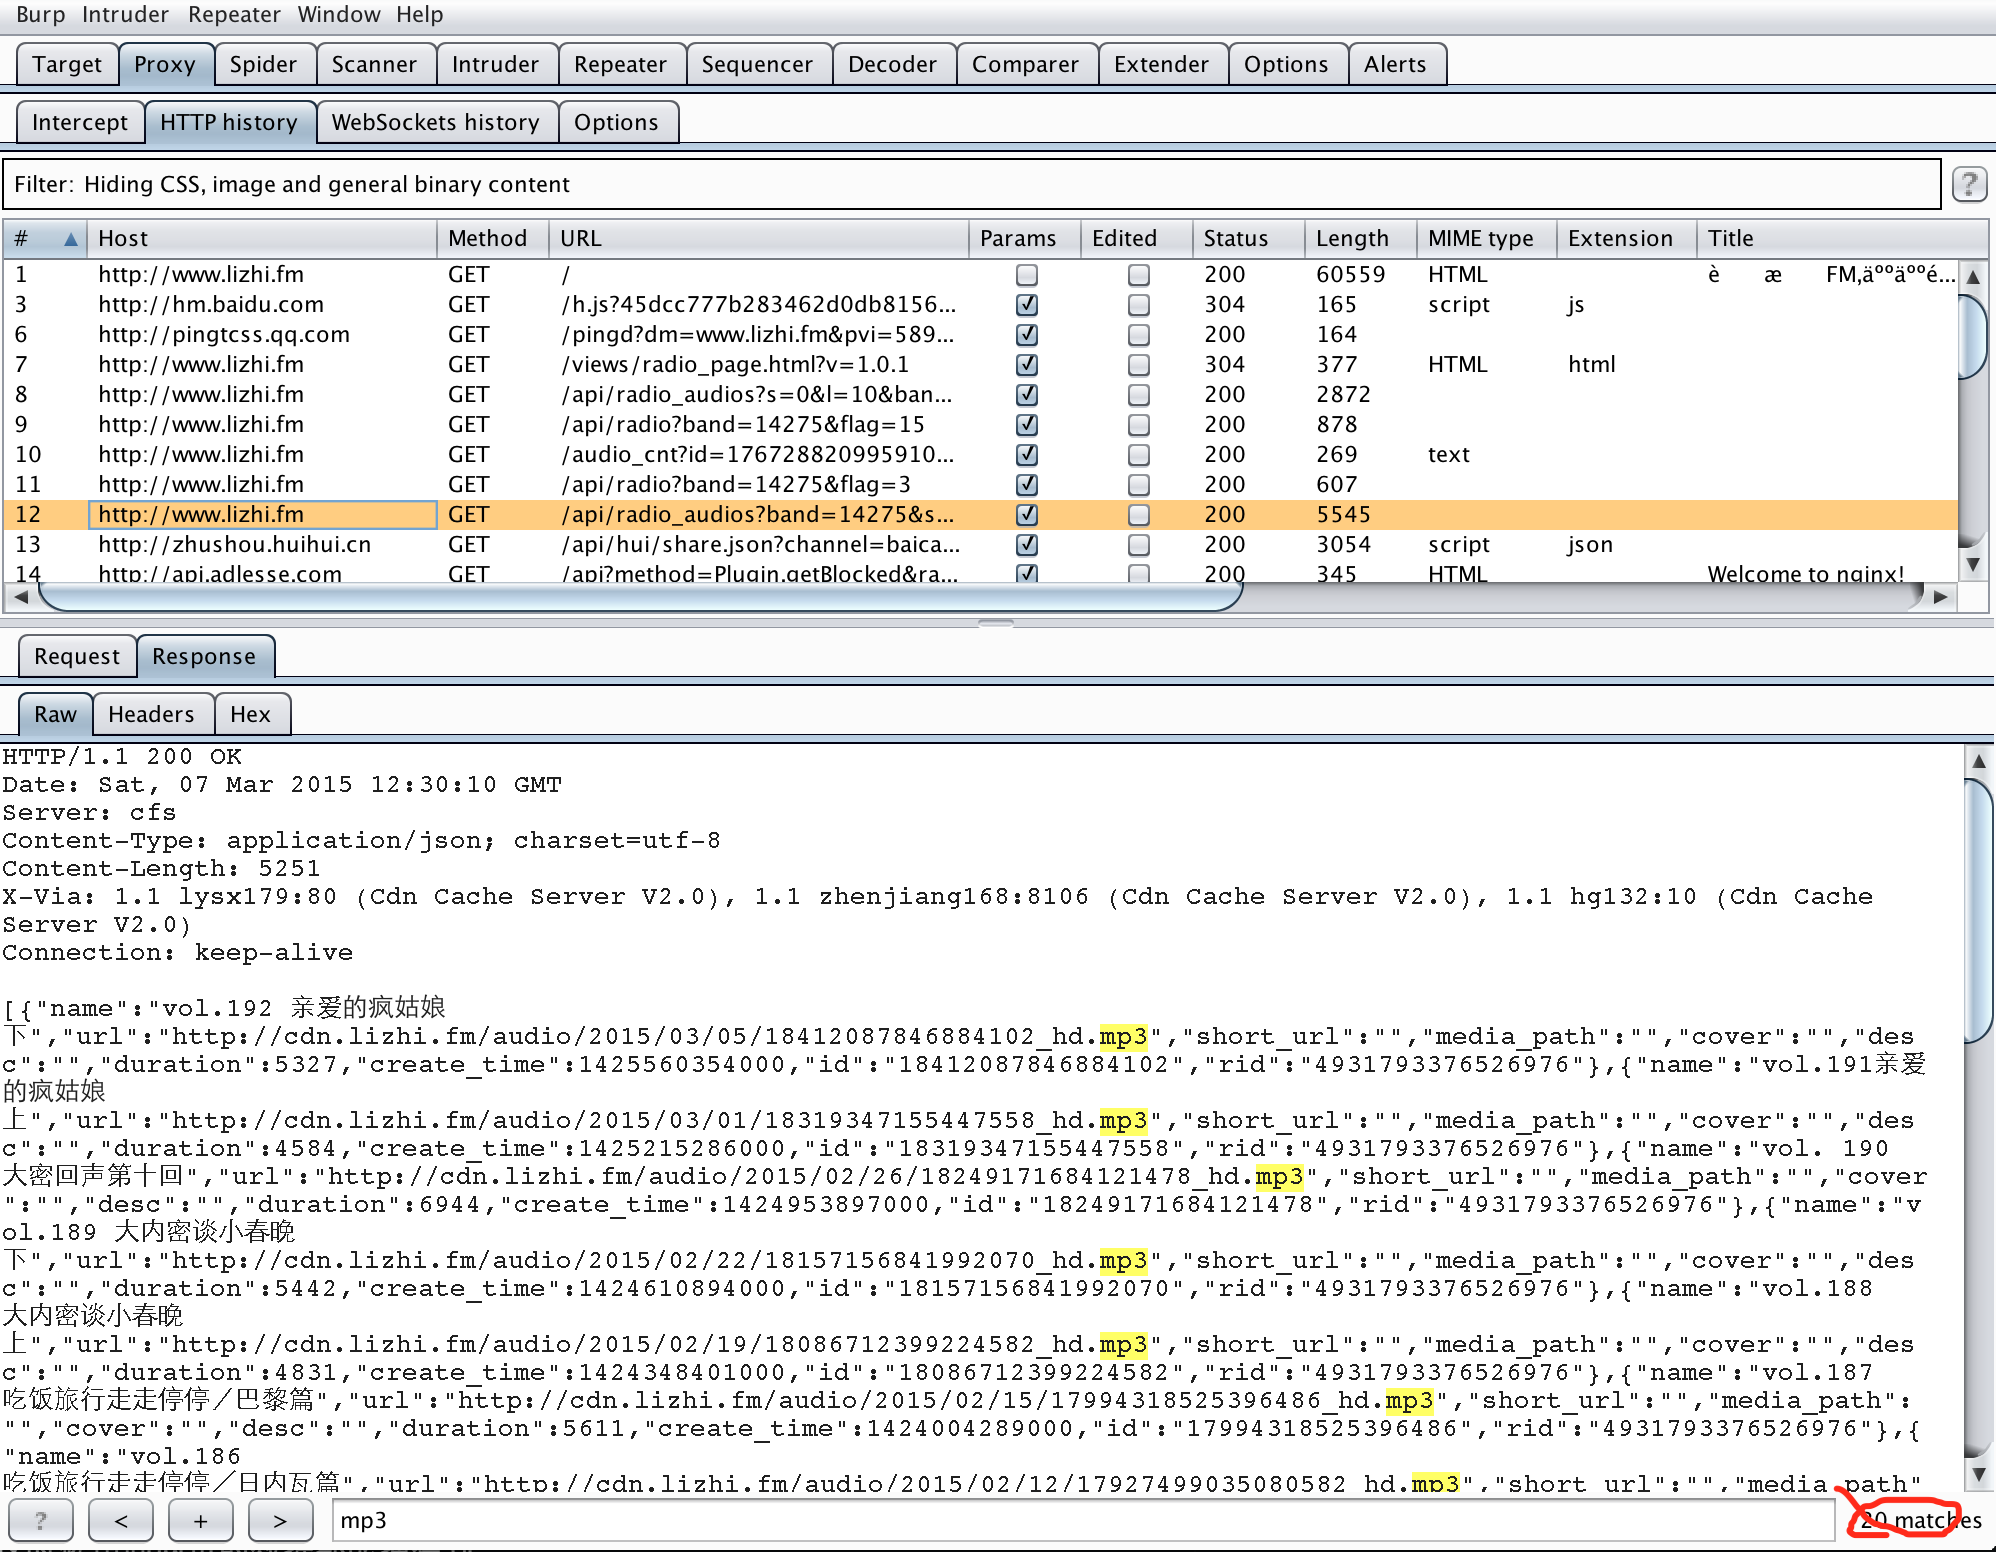 Burp Intruder Repeater Window Help
Target Proxy Spider Scanner Intruder Repeater Sequencer Decoder Comparer Extender Options Alerts
Intercept HTTP history WebSockets history Options
Filter: Hiding CSS, image and general binary content ?
# Host Method URL Params Edited Status Length MIME type Extension Title
1 http://www.lizhi.fm GET / 200 60559 HTML è æ FM,äººäººé...
3 http://hm.baidu.com GET /h.js?45dcc777b283462d0db8156... 304 165 script js
6 http://pingtcss.qq.com GET /pingd?dm=www.lizhi.fm&pvi=589... 200 164
7 http://www.lizhi.fm GET /views/radio_page.html?v=1.0.1 304 377 HTML html
8 http://www.lizhi.fm GET /api/radio_audios?s=0&l=10&ban... 200 2872
9 http://www.lizhi.fm GET /api/radio?band=14275&flag=15 200 878
10 http://www.lizhi.fm GET /audio_cnt?id=176728820995910... 200 269 text
11 http://www.lizhi.fm GET /api/radio?band=14275&flag=3 200 607
12 http://www.lizhi.fm GET /api/radio_audios?band=14275&s... 200 5545
13 http://zhushou.huihui.cn GET /api/hui/share.json?channel=baica... 200 3054 script json
14 http://api.adlesse.com GET /api?method=Plugin.getBlocked&ra... 200 345 HTML Welcome to nginx!
Request Response
Raw Headers Hex
HTTP/1.1 200 OK
Date: Sat, 07 Mar 2015 12:30:10 GMT
Server: cfs
Content-Type: application/json; charset=utf-8
Content-Length: 5251
X-Via: 1.1 lysx179:80 (Cdn Cache Server V2.0), 1.1 zhenjiang168:8106 (Cdn Cache Server V2.0), 1.1 hg132:10 (Cdn Cache
Server V2.0)
Connection: keep-alive
[{"name":"vol.192 亲爱的疯姑娘
下","url":"http://cdn.lizhi.fm/audio/2015/03/05/18412087846884102_hd.mp3","short_url":"","media_path":"","cover":"","des
c":"","duration":5327,"create_time":1425560354000,"id":"18412087846884102","rid":"4931793376526976"},{"name":"vol.191亲爱
的疯姑娘
上","url":"http://cdn.lizhi.fm/audio/2015/03/01/18319347155447558_hd.mp3","short_url":"","media_path":"","cover":"","des
c":"","duration":4584,"create_time":1425215286000,"id":"18319347155447558","rid":"4931793376526976"},{"name":"vol. 190
大密回声第十回","url":"http://cdn.lizhi.fm/audio/2015/02/26/18249171684121478_hd.mp3","short_url":"","media_path":"","cover
":"","desc":"","duration":6944,"create_time":1424953897000,"id":"18249171684121478","rid":"4931793376526976"},{"name":"v
ol.189 大内密谈小春晚
下","url":"http://cdn.lizhi.fm/audio/2015/02/22/18157156841992070_hd.mp3","short_url":"","media_path":"","cover":"","des
c":"","duration":5442,"create_time":1424610894000,"id":"18157156841992070","rid":"4931793376526976"},{"name":"vol.188
大内密谈小春晚
上","url":"http://cdn.lizhi.fm/audio/2015/02/19/18086712399224582_hd.mp3","short_url":"","media_path":"","cover":"","des
c":"","duration":4831,"create_time":1424348401000,"id":"18086712399224582","rid":"4931793376526976"},{"name":"vol.187
吃饭旅行走走停停／巴黎篇","url":"http://cdn.lizhi.fm/audio/2015/02/15/17994318525396486_hd.mp3","short_url":"","media_path":
"","cover":"","desc":"","duration":5611,"create_time":1424004289000,"id":"17994318525396486","rid":"4931793376526976"},{
"name":"vol.186
吃饭旅行走走停停／日内瓦篇","url":"http://cdn.lizhi.fm/audio/2015/02/12/17927499035080582_hd.mp3","short_url":"","media_path"
? < + > mp3 20 matches